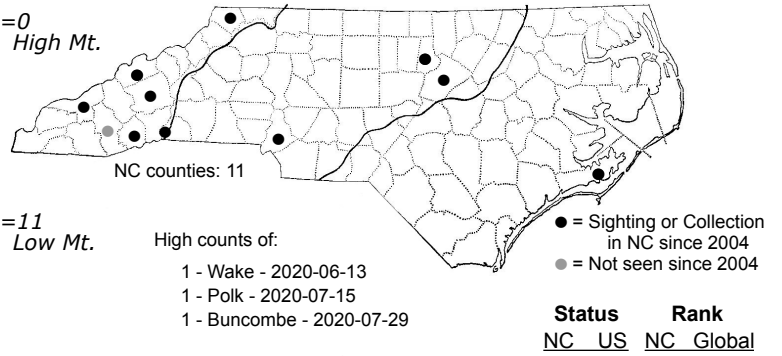 =0
High Mt.
NC counties: 11
=11
Low Mt.
High counts of:
1 - Wake - 2020-06-13
1 - Polk - 2020-07-15
1 - Buncombe - 2020-07-29
● = Sighting or Collection
in NC since 2004
● = Not seen since 2004
Status Rank
NC US NC Global